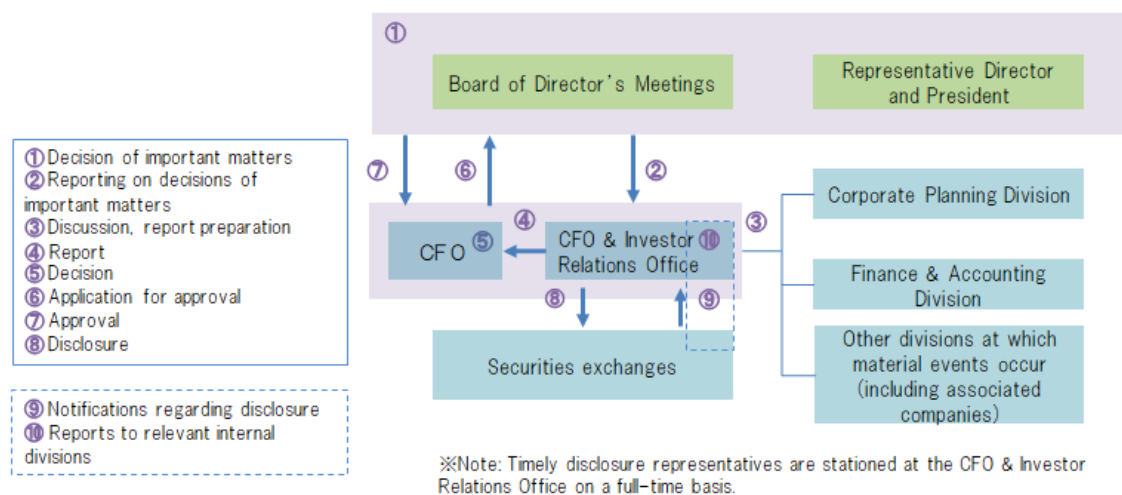 ①
Board of Director's Meetings
Representative Director
and President
①Decision of important matters
②Reporting on decisions of
important matters
③Discussion, report preparation
④Report
⑤Decision
⑥Application for approval
⑦Approval
⑧Disclosure
⑦
⑥
②
CFO
⑤
④
CFO & Investor
Relations Office
⑩
③
⑧
⑨
Securities exchanges
Corporate Planning Division
Finance & Accounting
Division
Other divisions at which
material events occur
(including associated
companies)
⑨Notifications regarding disclosure
⑩Reports to relevant internal
divisions
※Note: Timely disclosure representatives are stationed at the CFO & Investor
Relations Office on a full-time basis.